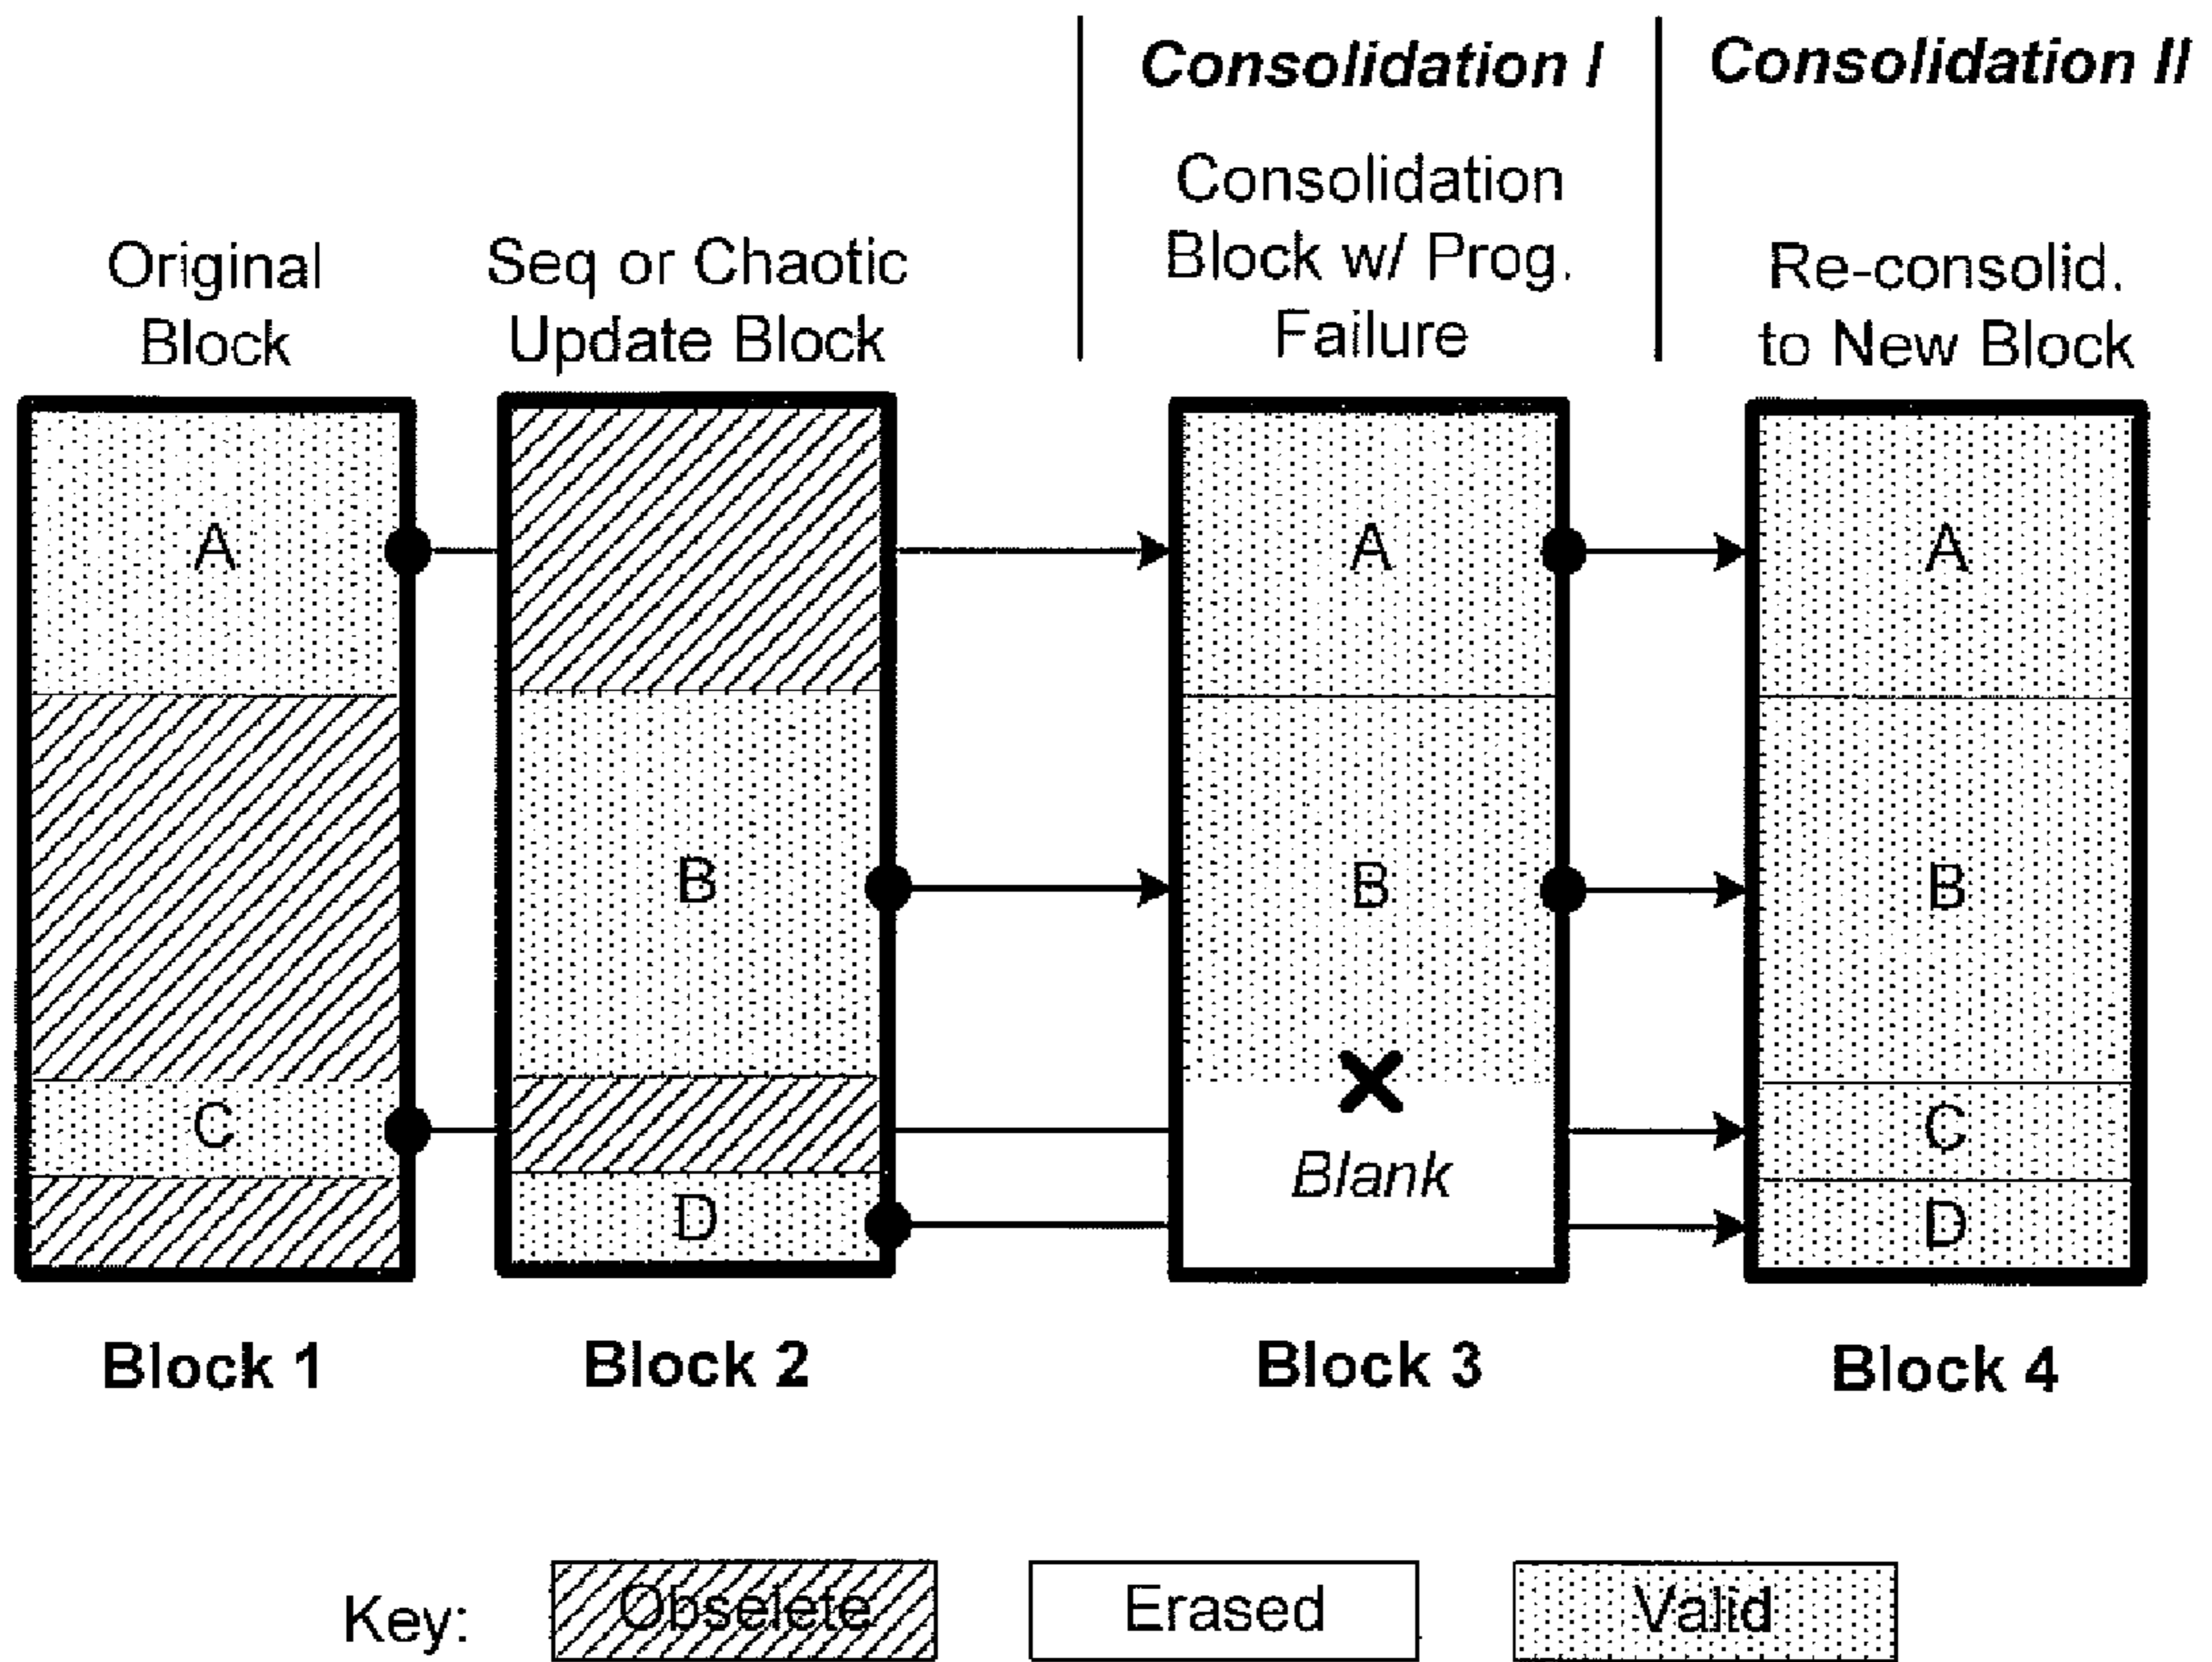 Consolidation I
Consolidation II
Original
Block
Seq or Chaotic
Update Block
Consolidation
Block w/ Prog.
Failure
Re-consolid.
to New Block
A
A
A
B
B
B
C
C
Blank
D
D
Block 1
Block 2
Block 3
Block 4
Key:
Obselete
Erased
Valid